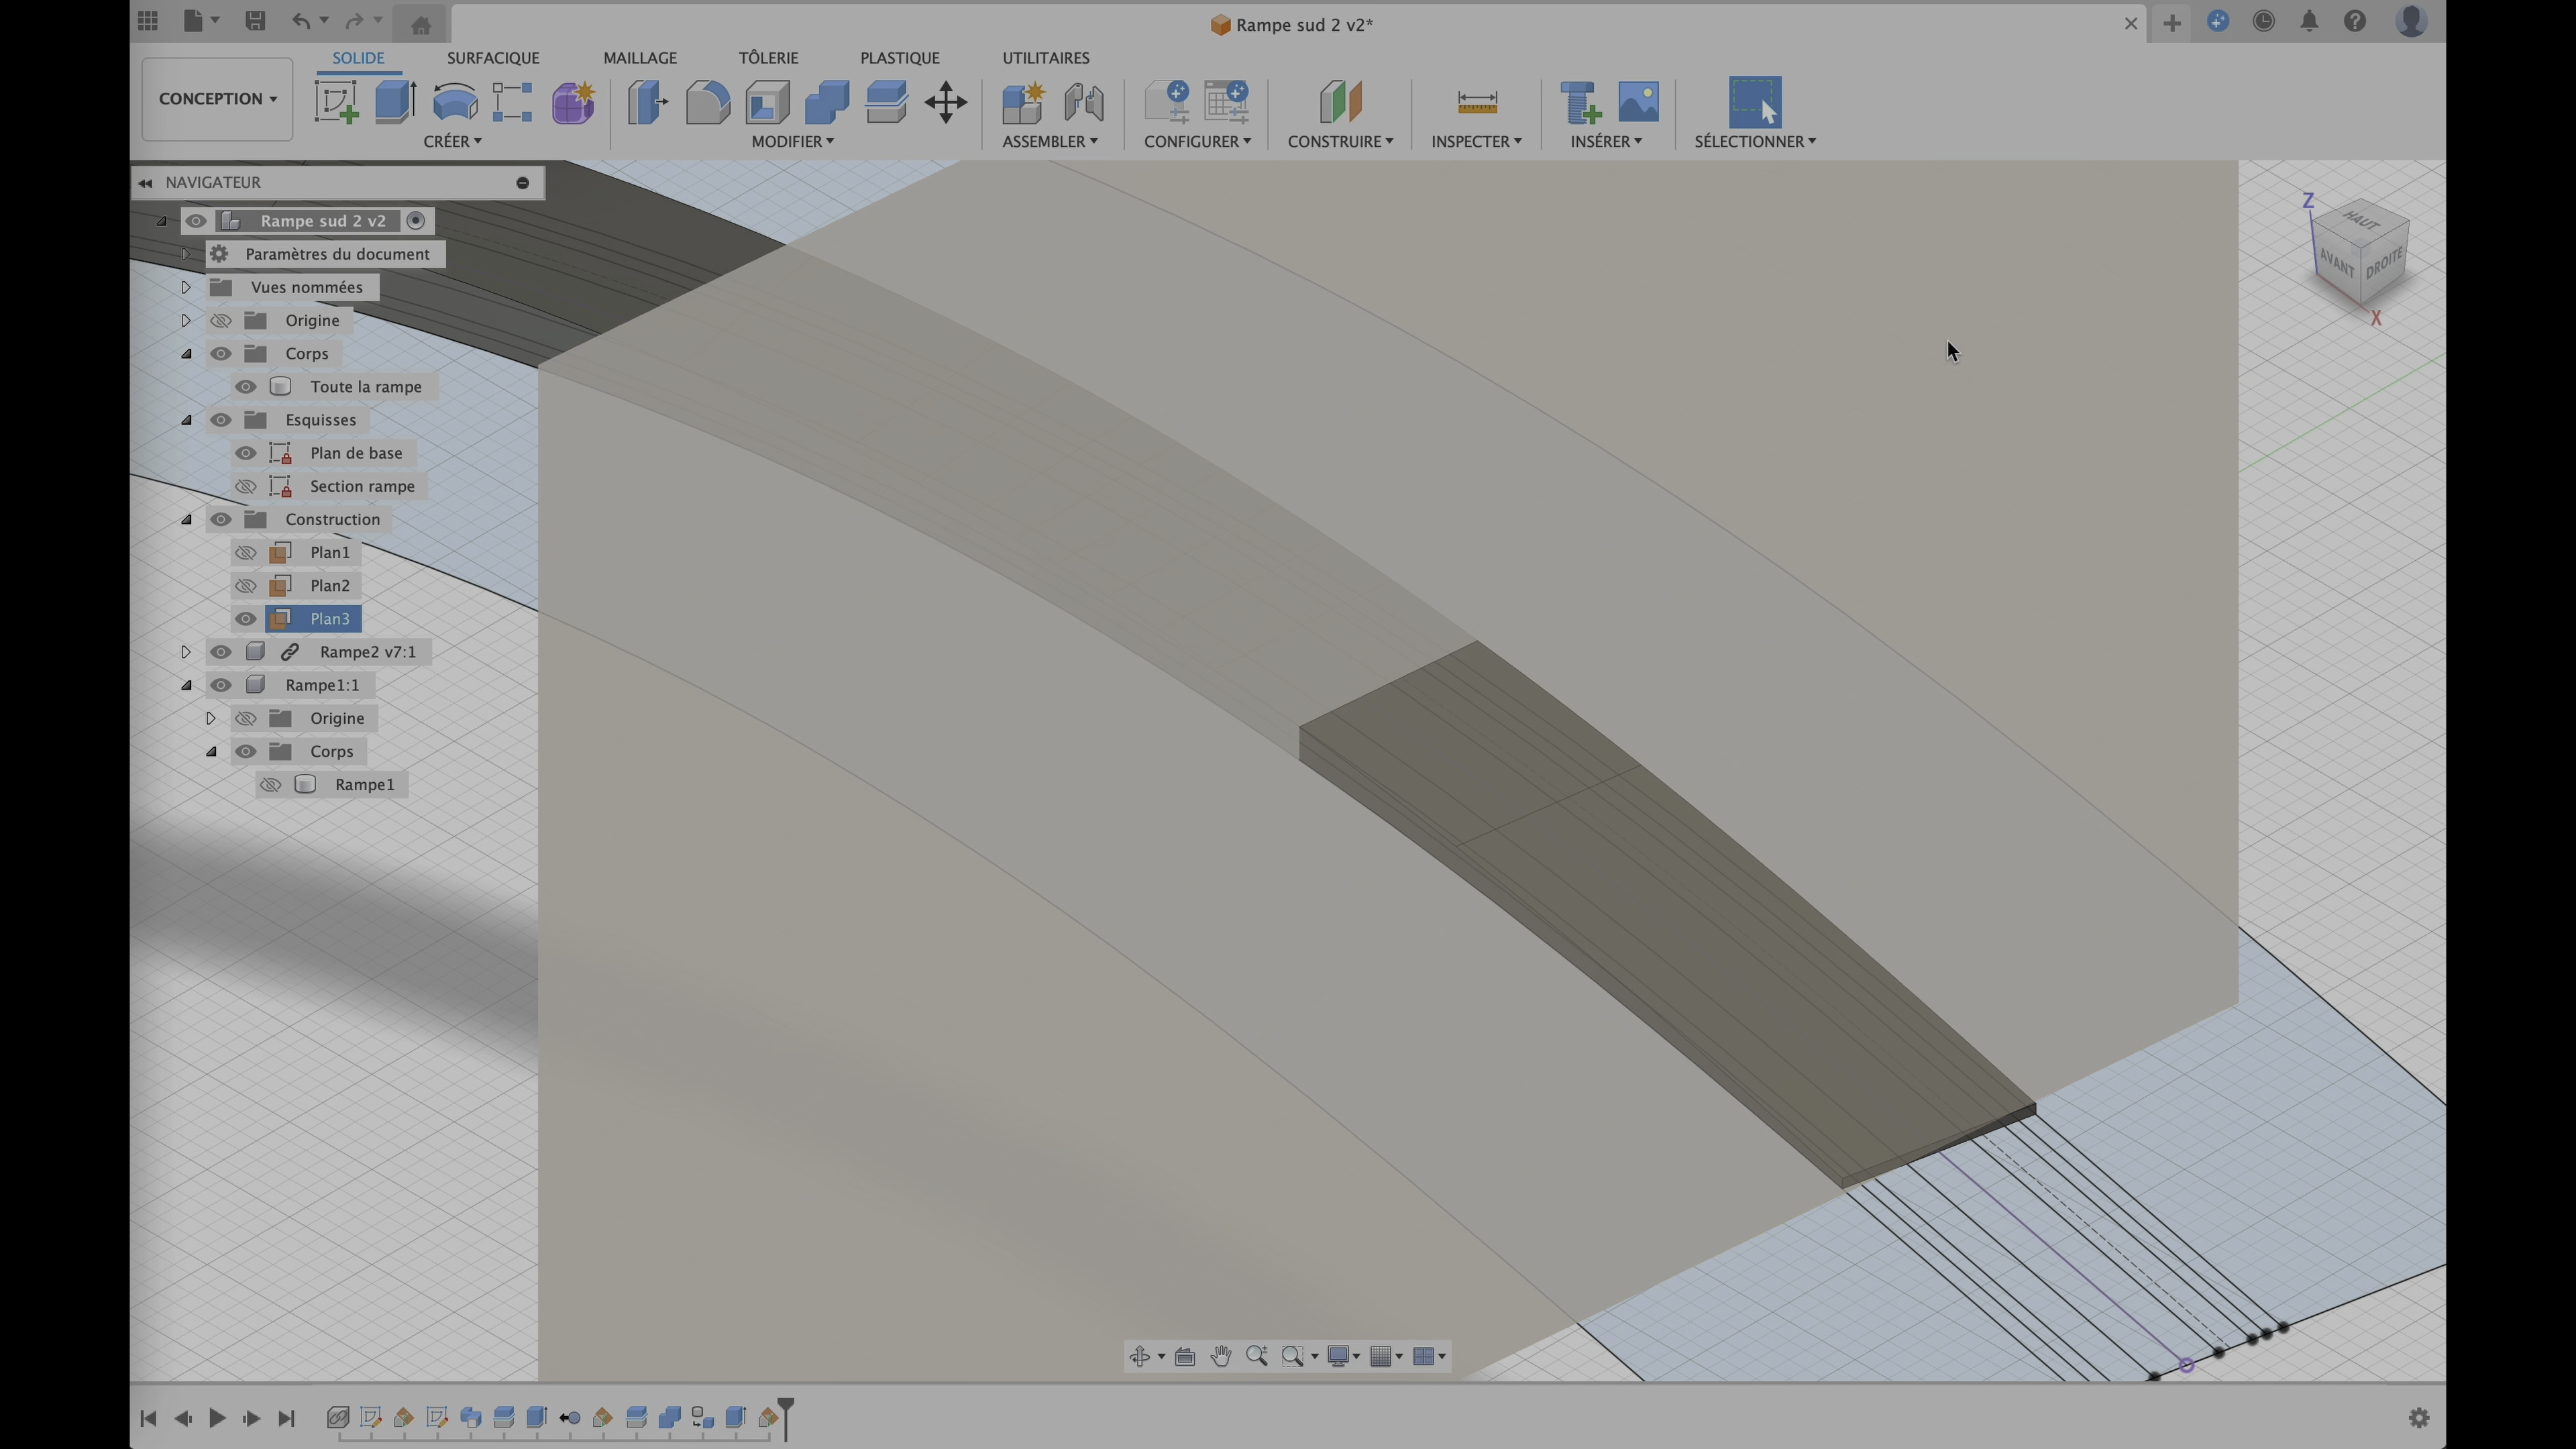 Rampe sud 2 v2*
SOLIDE SURFACIQUE MAILLAGE TÔLERIE PLASTIQUE UTILITAIRES
CONCEPTION
CRÉER MODIFIER ASSEMBLER CONFIGURER CONSTRUIRE INSPECTER INSÉRER SÉLECTIONNER
NAVIGATEUR
Rampe sud 2 v2
Paramètres du document
Vues nommées
Origine
Corps
Toute la rampe
Esquisses
Plan de base
Section rampe
Construction
Plan1
Plan2
Plan3
Rampe2 v7:1
Rampe1:1
Origine
Corps
Rampe1
Z
HAUT
AVANT DROITE
X